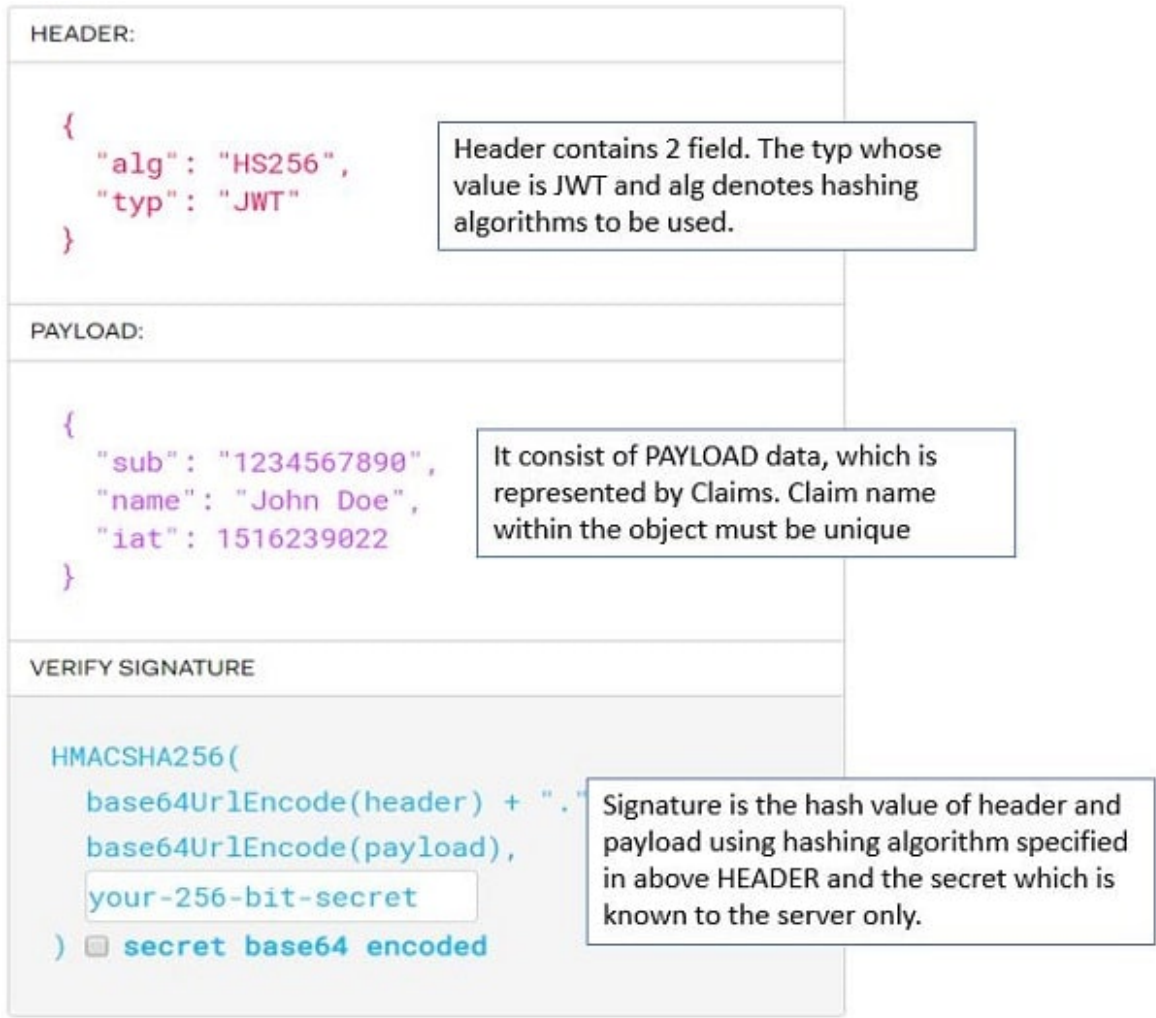 HEADER:
{
"alg": "HS256",
"typ": "JWT"
}
Header contains 2 field. The typ whose
value is JWT and alg denotes hashing
algorithms to be used.
PAYLOAD:
{
"sub": "1234567890",
"name": "John Doe",
"iat": 1516239022
}
It consist of PAYLOAD data, which is
represented by Claims. Claim name
within the object must be unique
VERIFY SIGNATURE
HMACSHA256(
base64UrlEncode(header) + "."
base64UrlEncode(payload),
your-256-bit-secret
) secret base64 encoded
Signature is the hash value of header and
payload using hashing algorithm specified
in above HEADER and the secret which is
known to the server only.